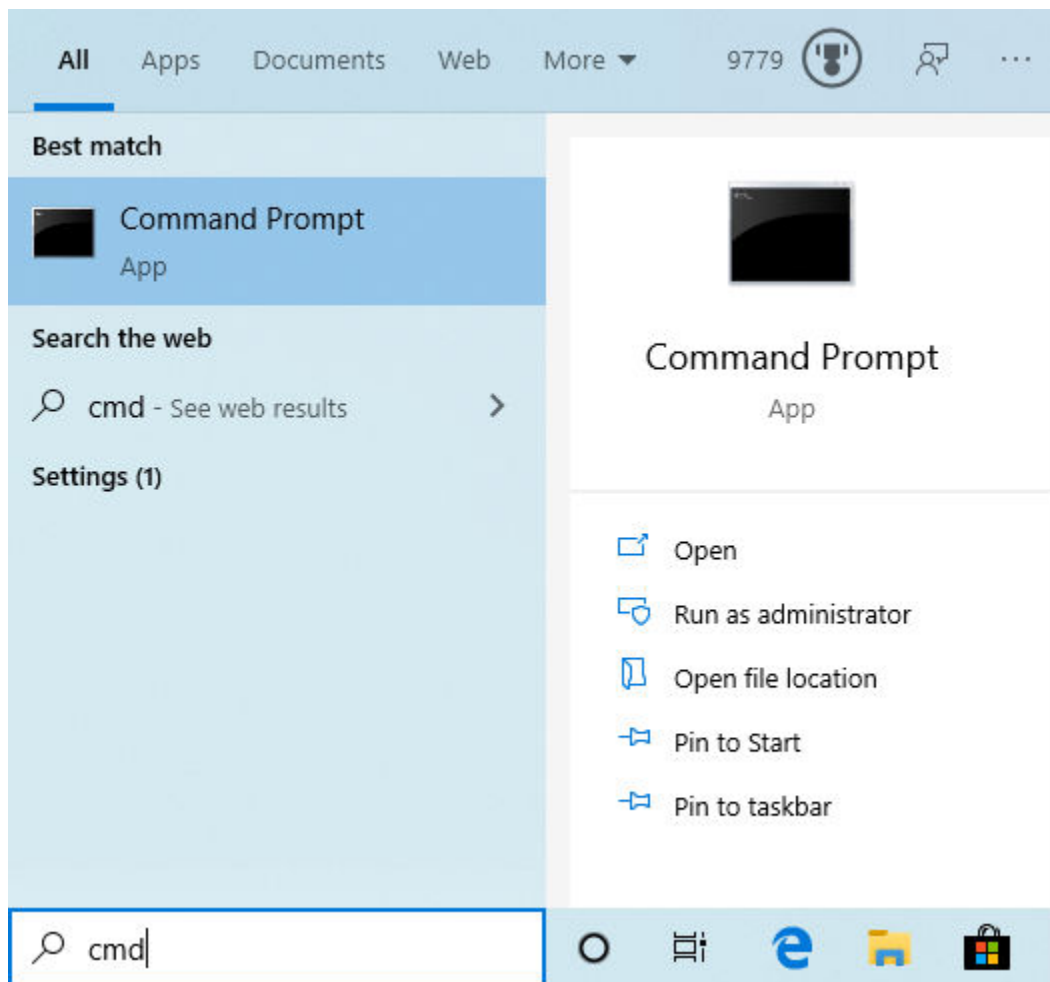 All Apps Documents Web More 9779 ...
Best match
Command Prompt
App
Search the web
cmd - See web results
Settings (1)
Command Prompt
App
Open
Run as administrator
Open file location
Pin to Start
Pin to taskbar
cmd